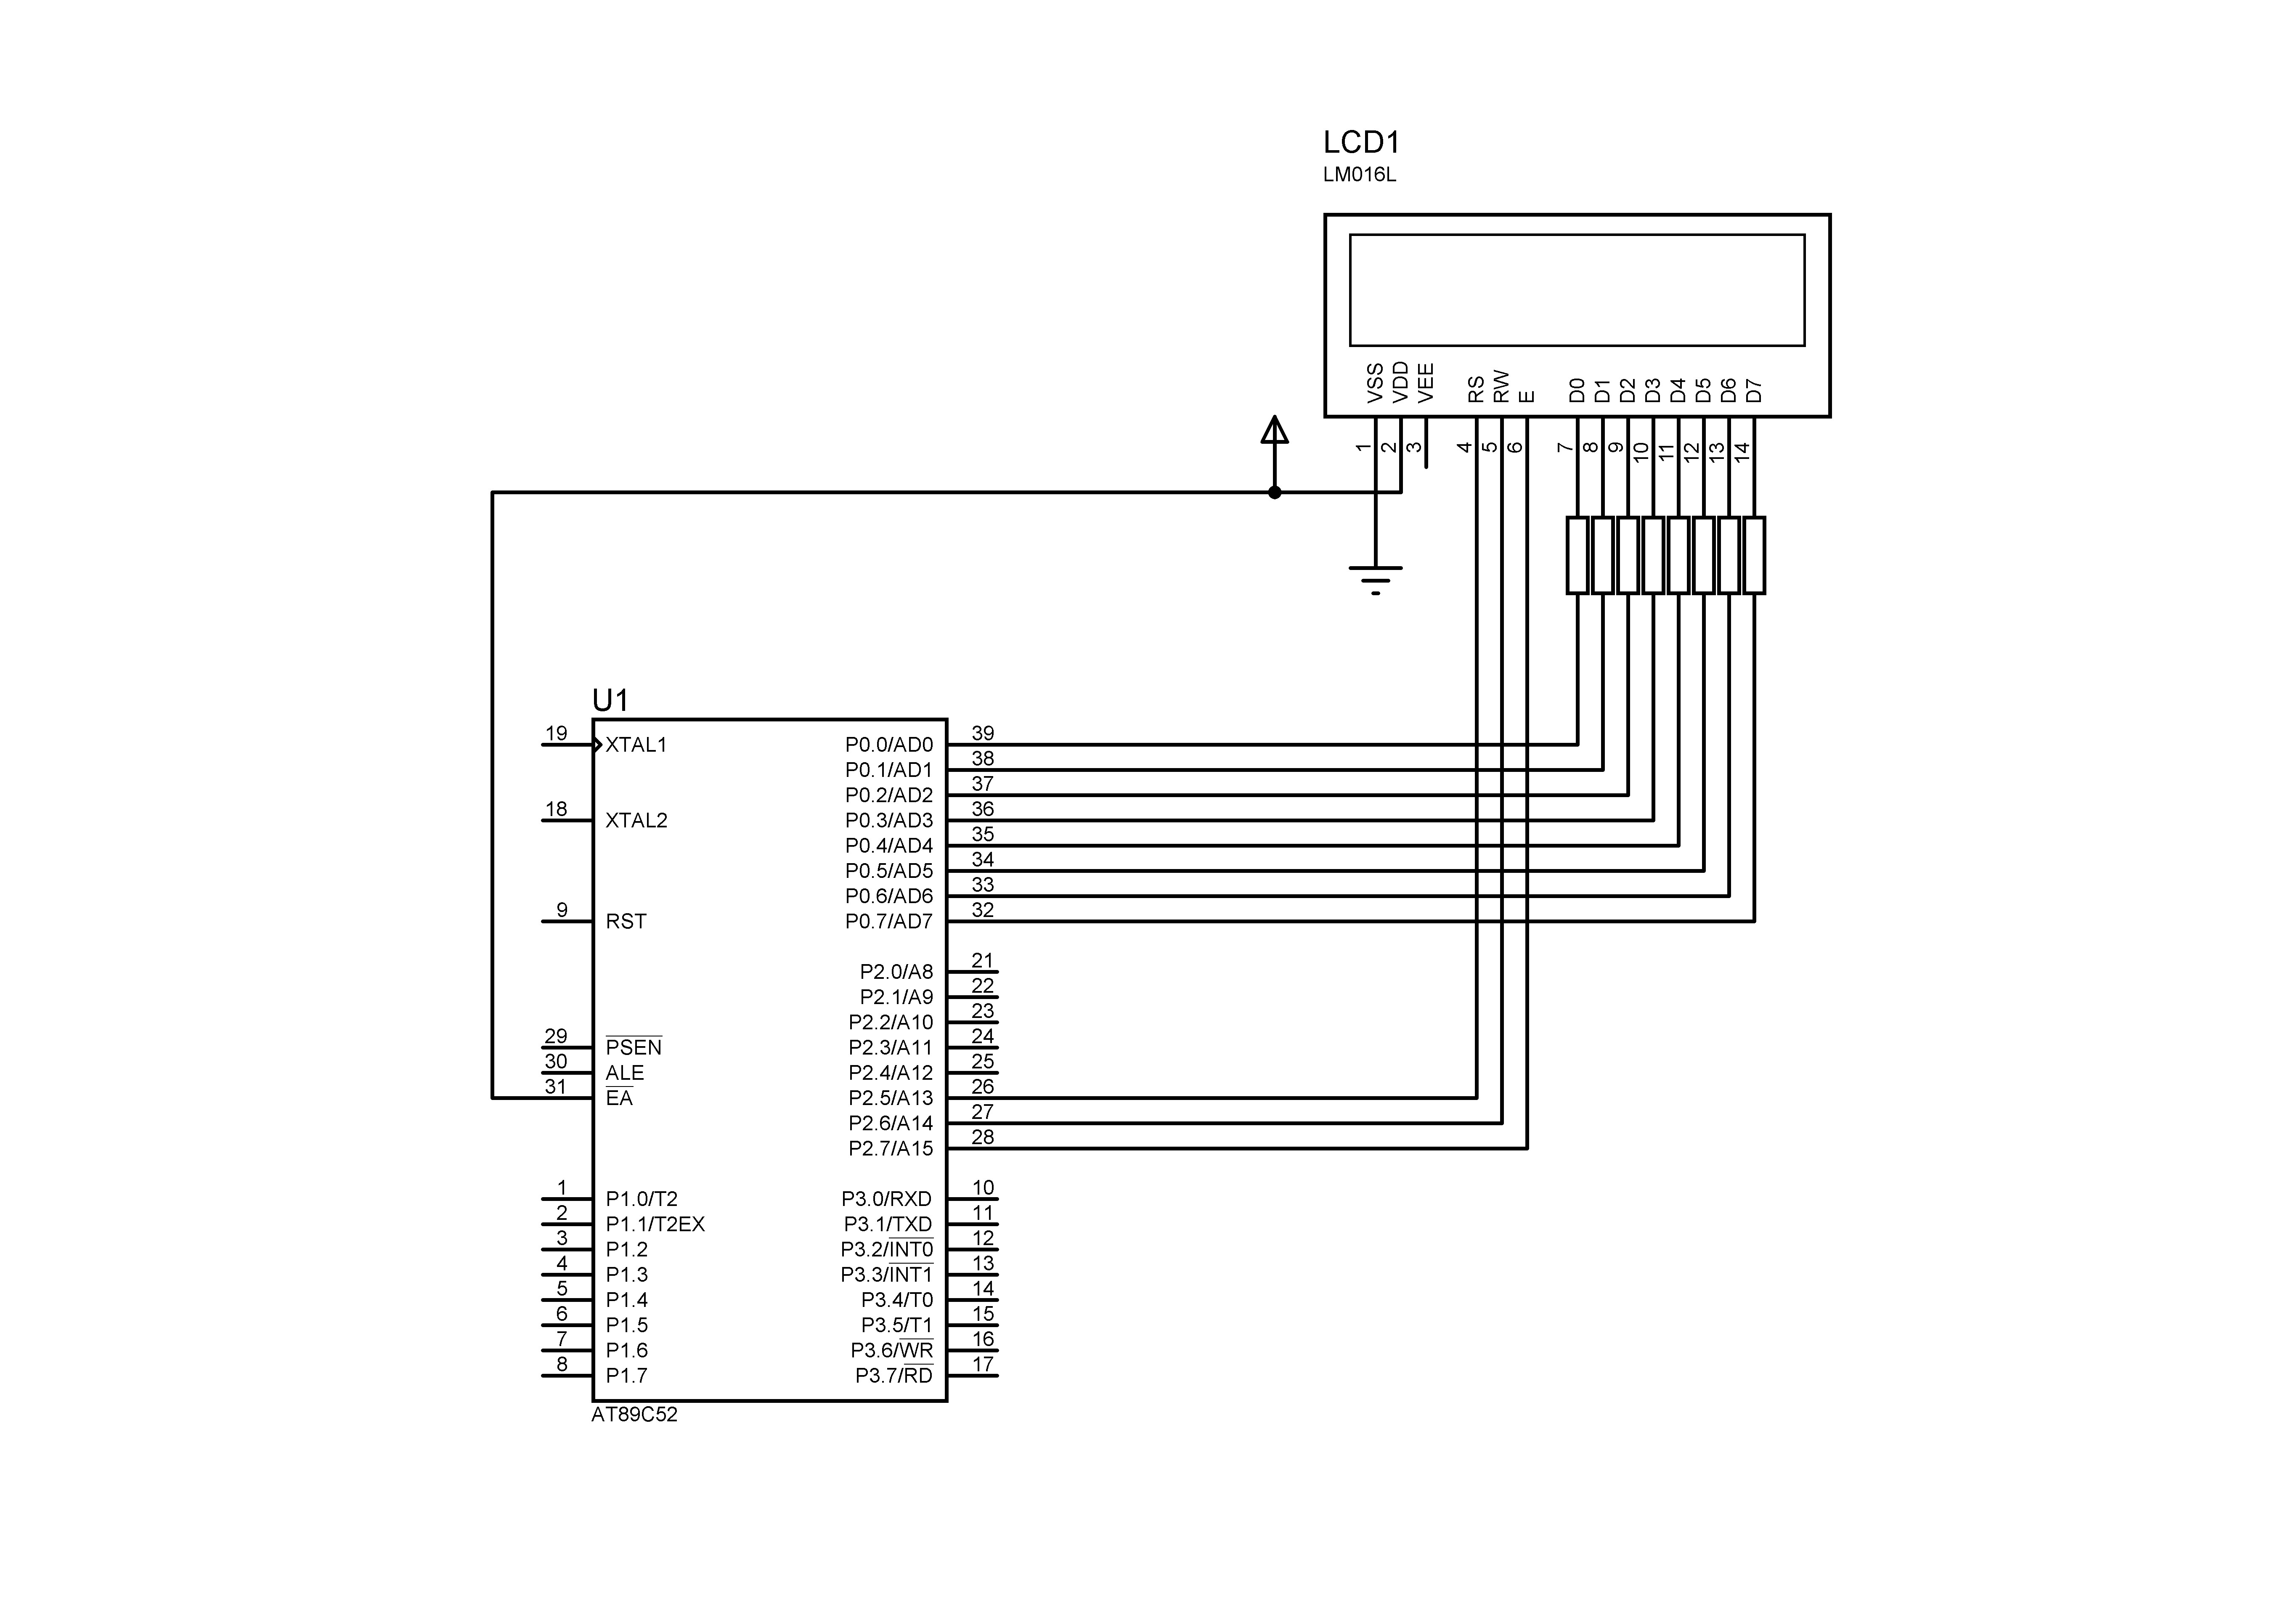 LCD1
LM016L
VSS VDD VEE RS RW E D0 D1 D2 D3 D4 D5 D6 D7
1 2 3 4 5 6 7 8 9 10 11 12 13 14
U1
19 XTAL1 P0.0/AD0 39
P0.1/AD1 38
P0.2/AD2 37
18 XTAL2 P0.3/AD3 36
P0.4/AD4 35
P0.5/AD5 34
P0.6/AD6 33
9 RST P0.7/AD7 32
P2.0/A8 21
P2.1/A9 22
P2.2/A10 23
29 PSEN P2.3/A11 24
30 ALE P2.4/A12 25
31 EA P2.5/A13 26
P2.6/A14 27
P2.7/A15 28
1 P1.0/T2 P3.0/RXD 10
2 P1.1/T2EX P3.1/TXD 11
3 P1.2 P3.2/INT0 12
4 P1.3 P3.3/INT1 13
5 P1.4 P3.4/T0 14
6 P1.5 P3.5/T1 15
7 P1.6 P3.6/WR 16
8 P1.7 P3.7/RD 17
AT89C52